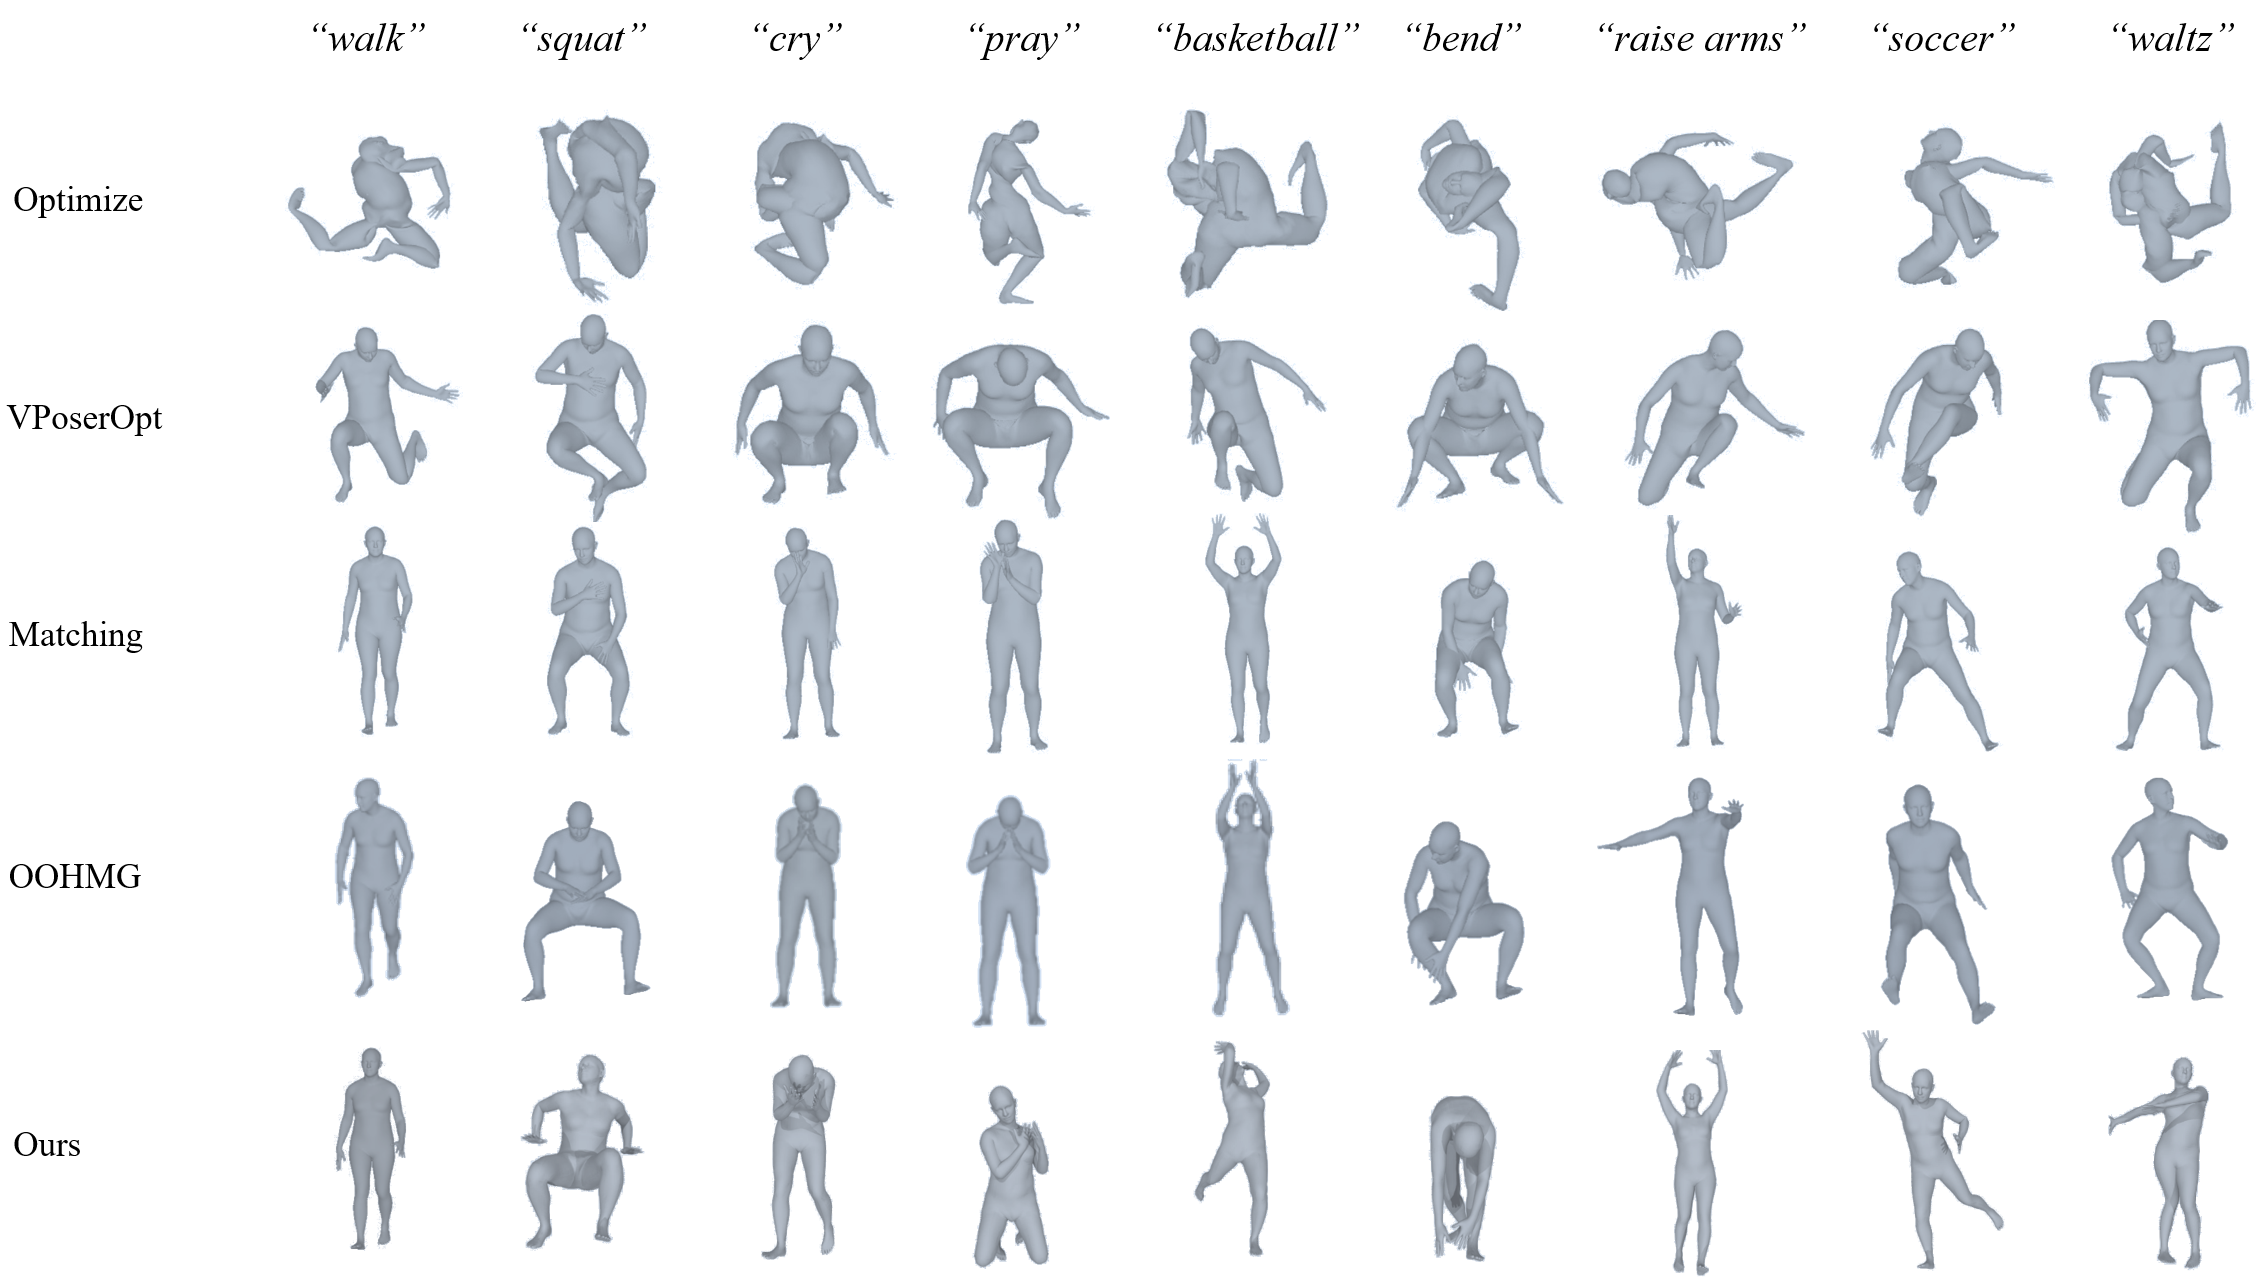 “walk” “squat” “cry” “pray” “basketball” “bend” “raise arms” “soccer” “waltz”
Optimize
VPoserOpt
Matching
OOHMG
Ours